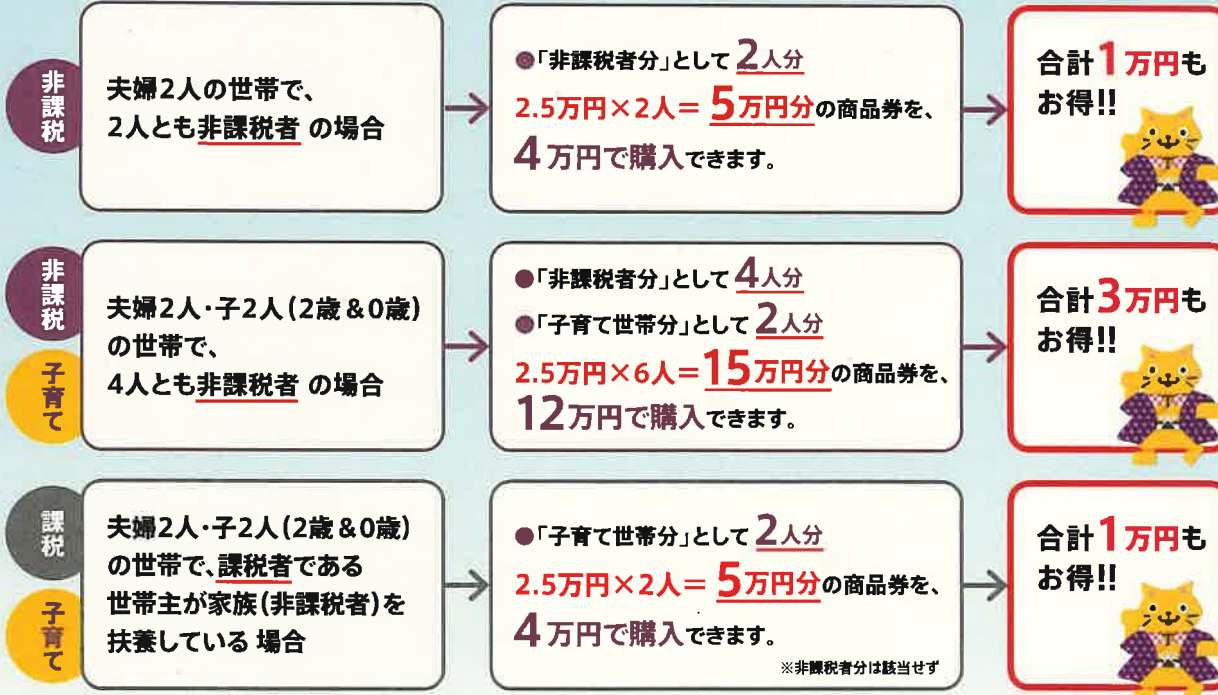 非課税
夫婦2人の世帯で、
2人とも非課税者 の場合
●「非課税者分」として 2人分
2.5万円×2人= 5万円分の商品券を、
4万円で購入できます。
合計1万円も
お得!!
非課税
子育て
夫婦2人・子2人(2歳&0歳)
の世帯で、
4人とも非課税者 の場合
●「非課税者分」として 4人分
●「子育て世帯分」として 2人分
2.5万円×6人=15万円分の商品券を、
12万円で購入できます。
合計3万円も
お得!!
課税
子育て
夫婦2人・子2人(2歳&0歳)
の世帯で、課税者である
世帯主が家族(非課税者)を
扶養している 場合
●「子育て世帯分」として 2人分
2.5万円×2人= 5万円分の商品券を、
4万円で購入できます。
※非課税者分は該当せず
合計1万円も
お得!!